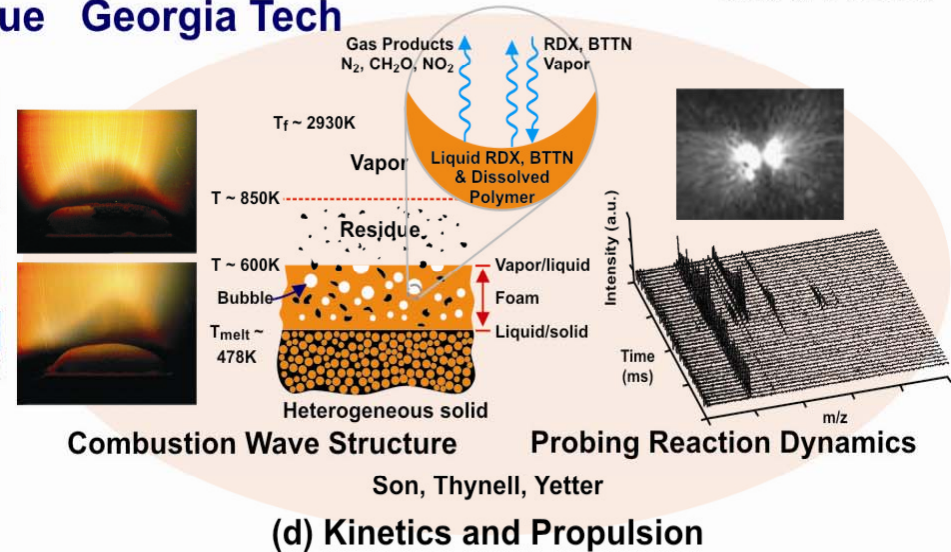 ue Georgia Tech
Gas Products
N₂, CH₂O, NO₂
RDX, BTTN
Vapor
T_f ~ 2930K
Vapor
Liquid RDX, BTTN
& Dissolved
Polymer
T ~ 850K
Residue
T ~ 600K
Vapor/liquid
Bubble
Foam
T_melt ~
478K
Liquid/solid
Heterogeneous solid
Intensity (a.u.)
Time
(ms)
m/z
Combustion Wave Structure
Probing Reaction Dynamics
Son, Thynell, Yetter
(d) Kinetics and Propulsion